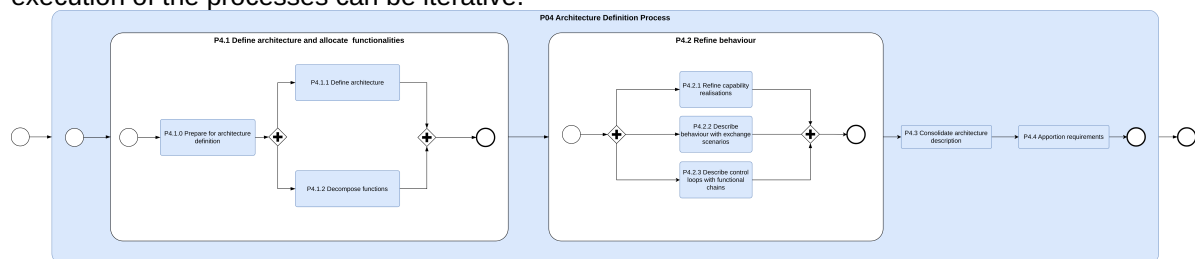 execution of the processes can be iterative.
P04 Architecture Definition Process
P4.1 Define architecture and allocate functionalities
P4.1.0 Prepare for architecture
definition
P4.1.1 Define architecture
P4.1.2 Decompose functions
P4.2 Refine behaviour
P4.2.1 Refine capability
realisations
P4.2.2 Describe
behaviour with exchange
scenarios
P4.2.3 Describe control
loops with functional
chains
P4.3 Consolidate architecture
description
P4.4 Apportion requirements